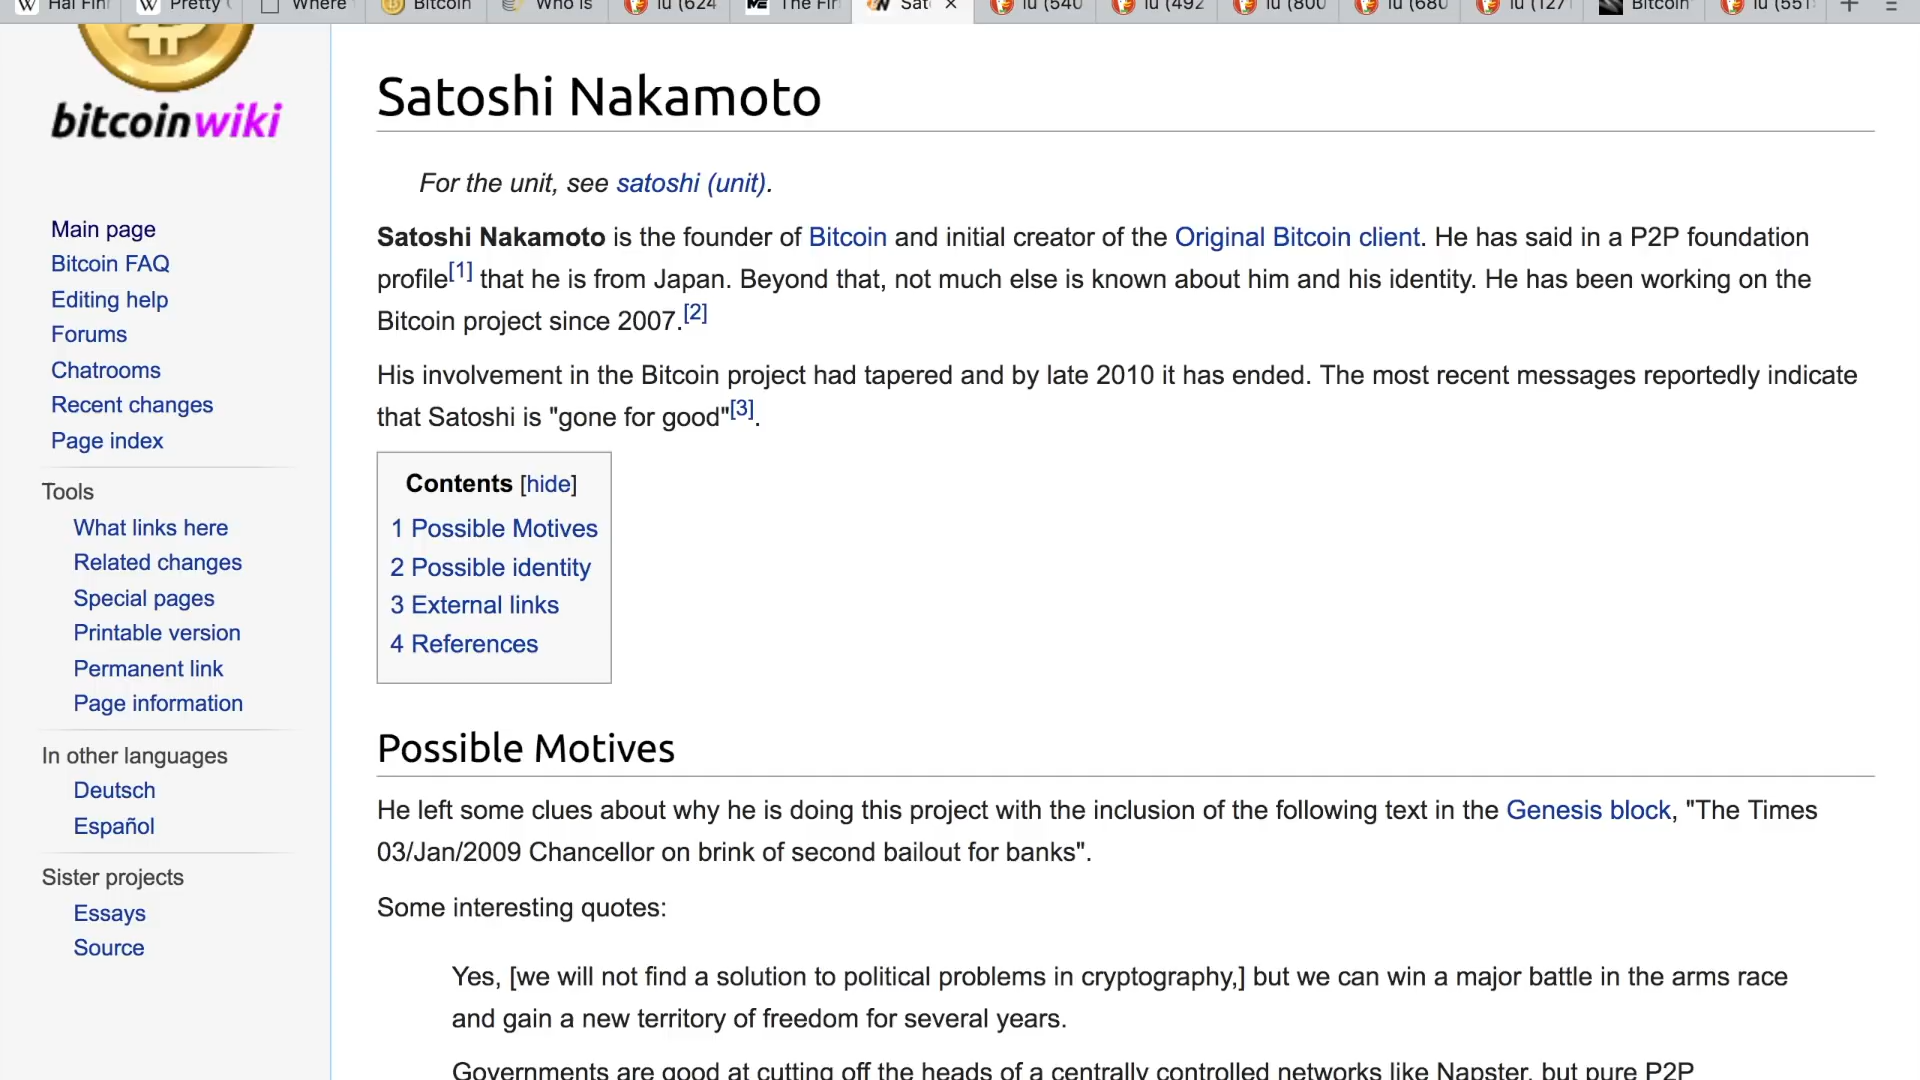 Hal Fin
Pretty
Where
Bitcoin
Who is
lu (624
The Fir
Sat
lu (540
lu (492
lu (800
lu (680
lu (127
Bitcoin
lu (551
bitcoinwiki
Main page
Bitcoin FAQ
Editing help
Forums
Chatrooms
Recent changes
Page index
Tools
What links here
Related changes
Special pages
Printable version
Permanent link
Page information
In other languages
Deutsch
Español
Sister projects
Essays
Source
Satoshi Nakamoto
For the unit, see satoshi (unit).
Satoshi Nakamoto is the founder of Bitcoin and initial creator of the Original Bitcoin client. He has said in a P2P foundation
profile[1] that he is from Japan. Beyond that, not much else is known about him and his identity. He has been working on the
Bitcoin project since 2007.[2]
His involvement in the Bitcoin project had tapered and by late 2010 it has ended. The most recent messages reportedly indicate
that Satoshi is "gone for good"[3].
Contents [hide]
1 Possible Motives
2 Possible identity
3 External links
4 References
Possible Motives
He left some clues about why he is doing this project with the inclusion of the following text in the Genesis block, "The Times
03/Jan/2009 Chancellor on brink of second bailout for banks".
Some interesting quotes:
Yes, [we will not find a solution to political problems in cryptography,] but we can win a major battle in the arms race
and gain a new territory of freedom for several years.
Governments are good at cutting off the heads of a centrally controlled networks like Napster, but pure P2P